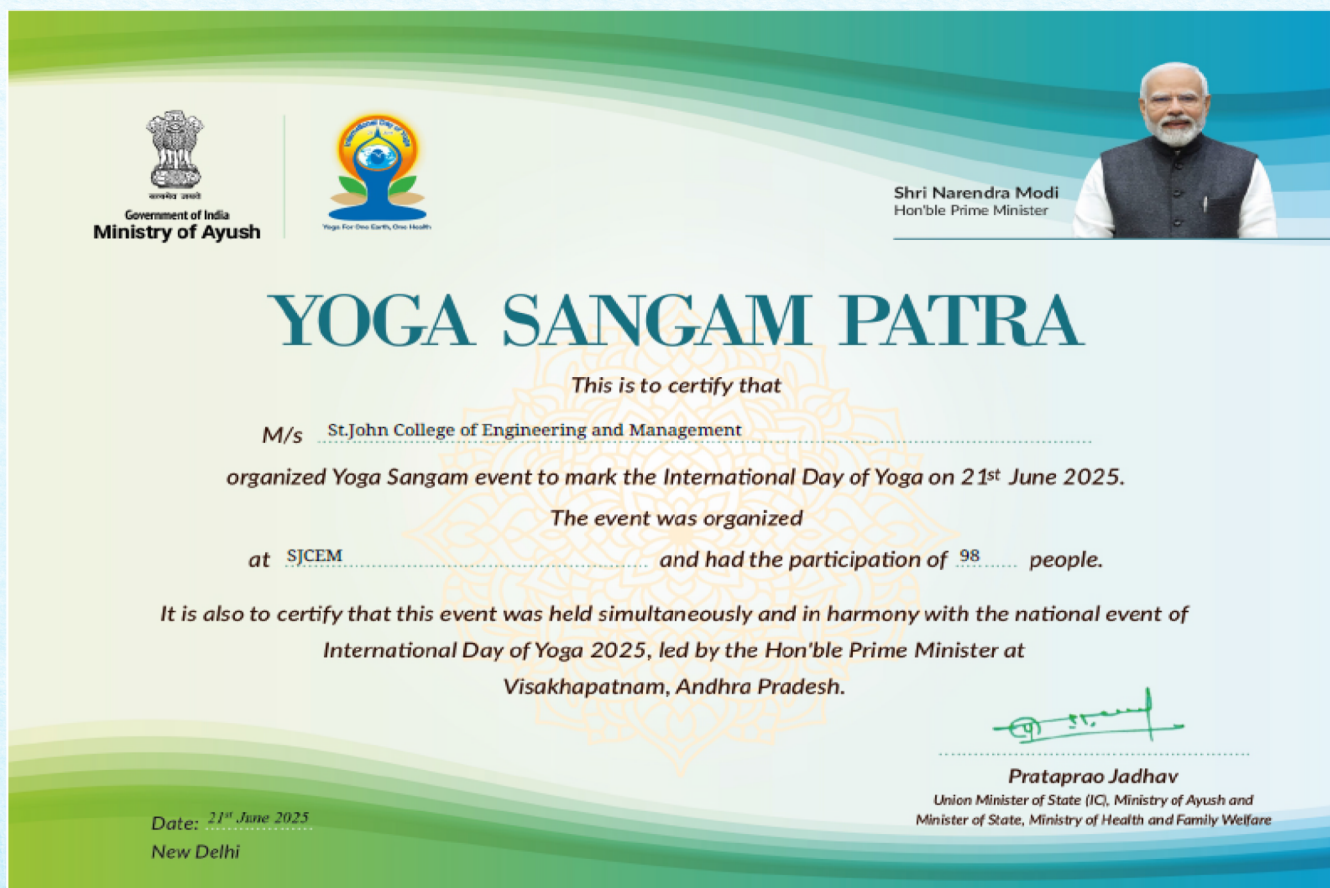 सत्यमेव जयते
Government of India
Ministry of Ayush
International Day of Yoga
Yoga For One Earth, One Health
Shri Narendra Modi
Hon'ble Prime Minister
YOGA SANGAM PATRA
This is to certify that
M/s St.John College of Engineering and Management
organized Yoga Sangam event to mark the International Day of Yoga on 21st June 2025.
The event was organized
at SJCEM and had the participation of 98 people.
It is also to certify that this event was held simultaneously and in harmony with the national event of
International Day of Yoga 2025, led by the Hon'ble Prime Minister at
Visakhapatnam, Andhra Pradesh.
Prataprao Jadhav
Union Minister of State (IC), Ministry of Ayush and
Minister of State, Ministry of Health and Family Welfare
Date: 21st June 2025
New Delhi